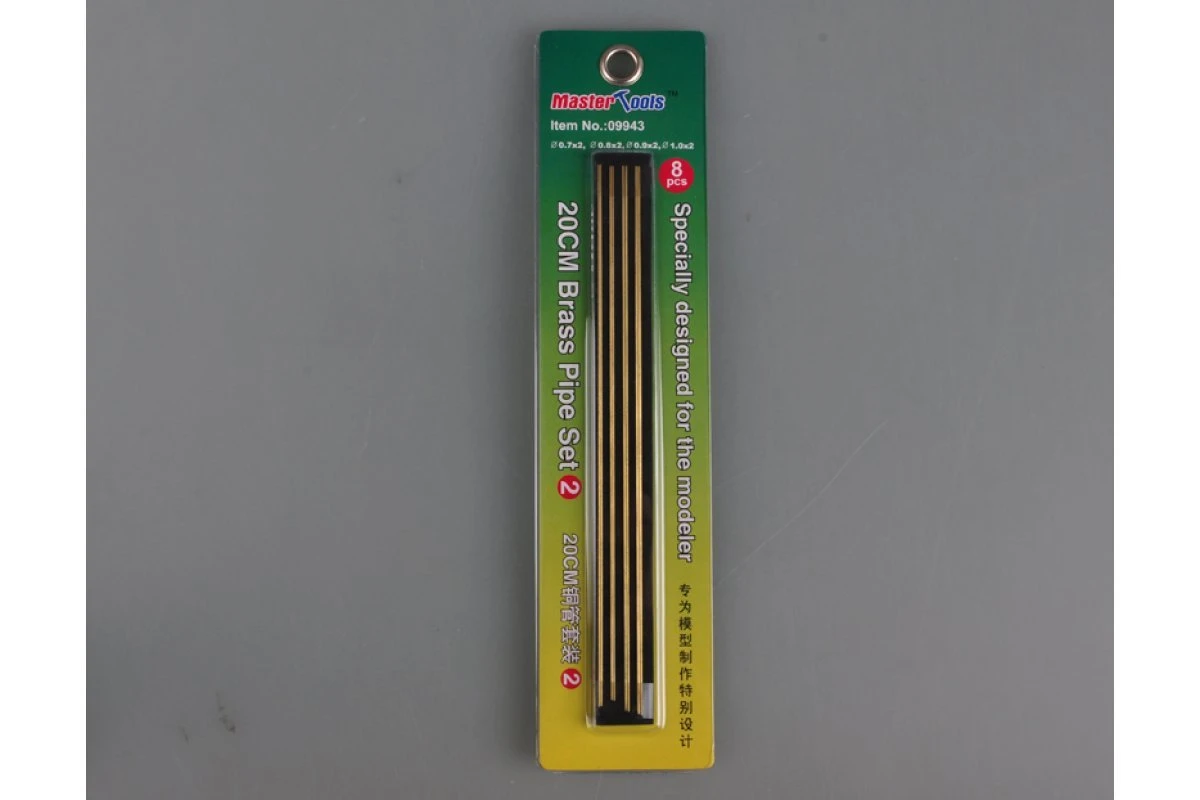 Master Tools™
Item No.:09943
Ø0.7x2, Ø0.8x2, Ø0.9x2, Ø1.0x2
8
pcs
Specially designed for the modeler
专为模型制作特别设计
20CM Brass Pipe Set 2
20CM铜管套装 2